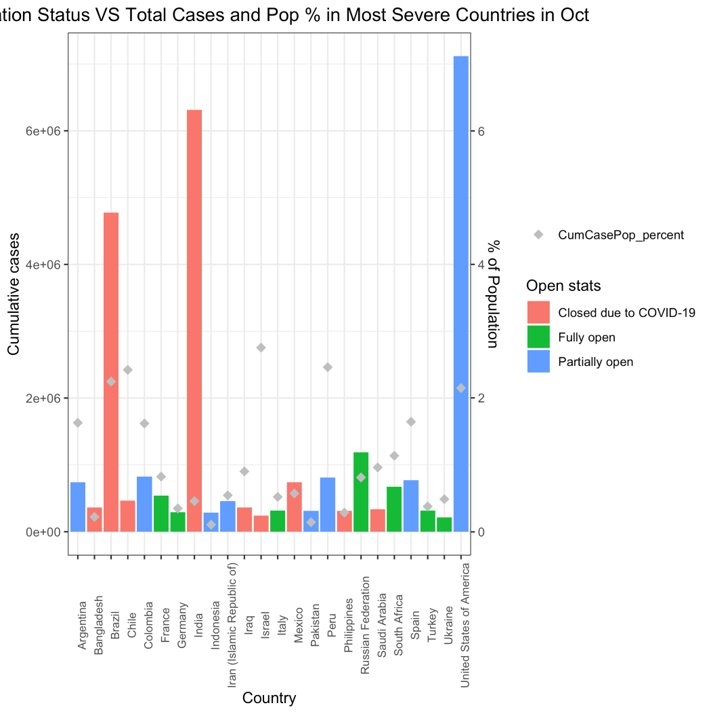 tion Status VS Total Cases and Pop % in Most Severe Countries in Oct
6e+06
4e+06
2e+06
0e+00
Cumulative cases
6
4
2
0
% of Population
CumCasePop_percent
Open stats
Closed due to COVID-19
Fully open
Partially open
Argentina
Bangladesh
Brazil
Chile
Colombia
France
Germany
India
Indonesia
Iran (Islamic Republic of)
Iraq
Israel
Italy
Mexico
Pakistan
Peru
Philippines
Russian Federation
Saudi Arabia
South Africa
Spain
Turkey
Ukraine
United States of America
Country